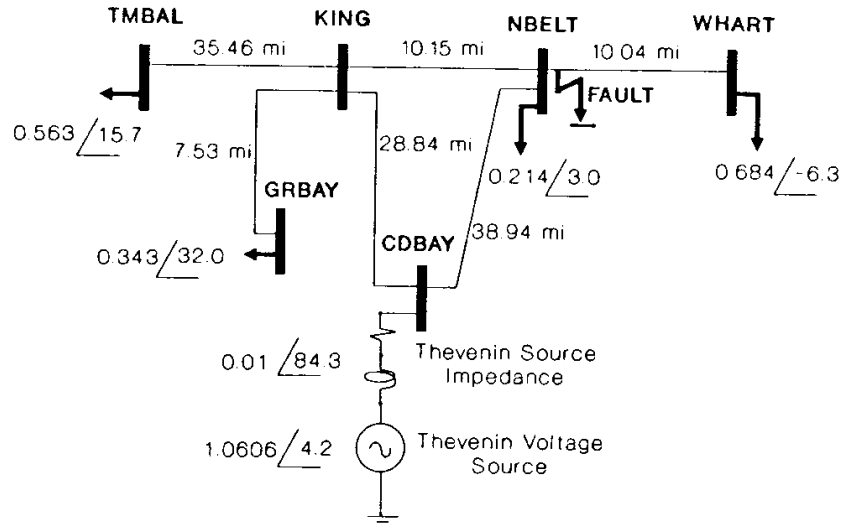 TMBAL
KING
NBELT
WHART
35.46 mi
10.15 mi
10.04 mi
FAULT
0.563 /15.7
7.53 mi
28.84 mi
0.214 /3.0
0.684 /-6.3
GRBAY
CDBAY
38.94 mi
0.343 /32.0
0.01 /84.3
Thevenin Source
Impedance
1.0606 /4.2
Thevenin Voltage
Source